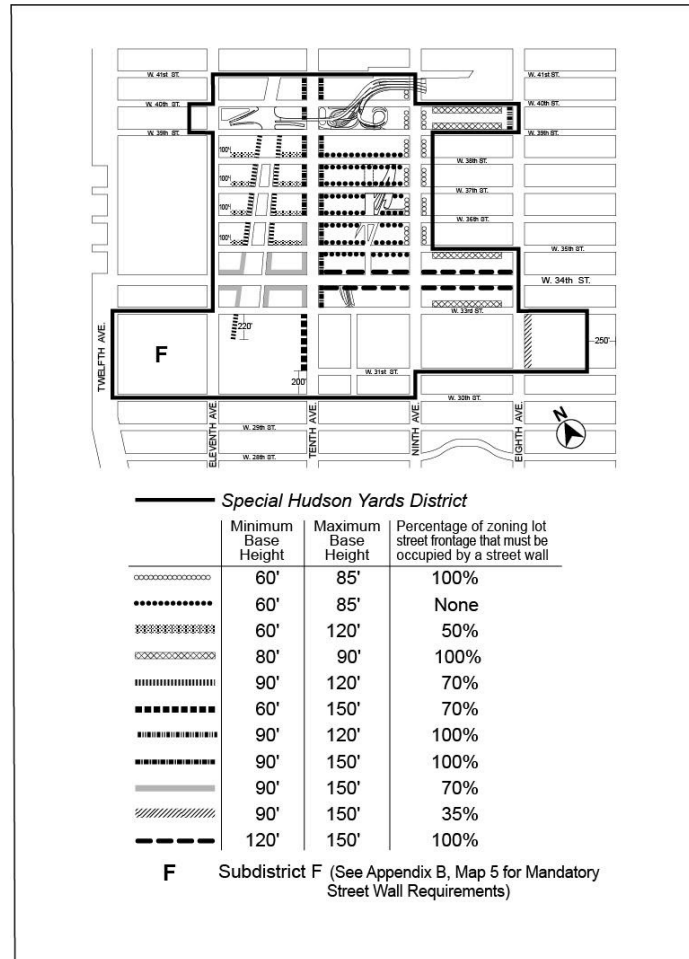 W. 41st ST.
W. 41st ST.
W. 40th ST.
W. 40th ST.
W. 39th ST.
W. 39th ST.
100'
W. 38th ST.
100'
W. 37th ST.
100'
W. 36th ST.
100'
W. 35th ST.
W. 34th ST.
W. 33rd ST.
220'
F
250'
W. 31st ST.
200'
W. 30th ST.
TWELFTH AVE.
ELEVENTH AVE.
TENTH AVE.
NINTH AVE.
EIGHTH AVE.
N
W. 29th ST.
W. 28th ST.
Special Hudson Yards District
Minimum Base Height
Maximum Base Height
Percentage of zoning lot street frontage that must be occupied by a street wall
60' 85' 100%
60' 85' None
60' 120' 50%
80' 90' 100%
90' 120' 70%
60' 150' 70%
90' 120' 100%
90' 150' 100%
90' 150' 70%
90' 150' 35%
120' 150' 100%
F Subdistrict F (See Appendix B, Map 5 for Mandatory
Street Wall Requirements)